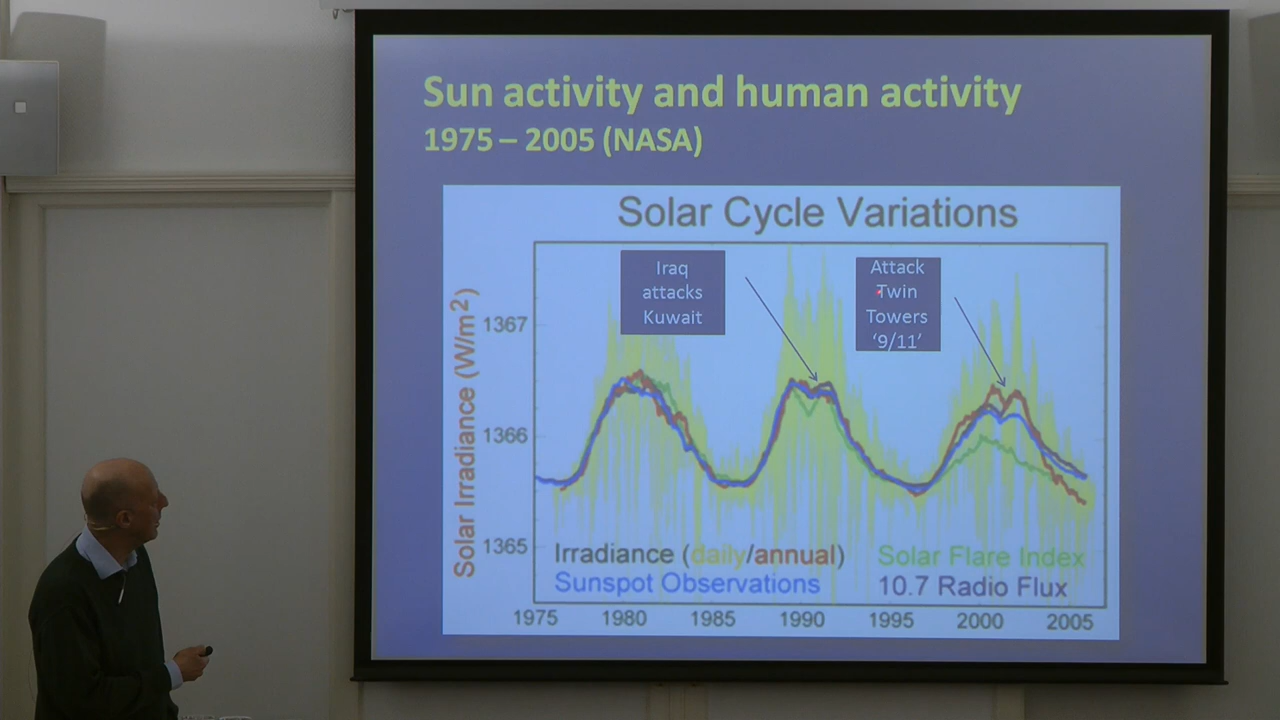 Sun activity and human activity
1975 – 2005 (NASA)
Solar Cycle Variations
Iraq
attacks
Kuwait
Attack
Twin
Towers
‘9/11’
Solar Irradiance (W/m²)
1367
1366
1365
Irradiance (daily/annual)
Solar Flare Index
Sunspot Observations
10.7 Radio Flux
1975 1980 1985 1990 1995 2000 2005